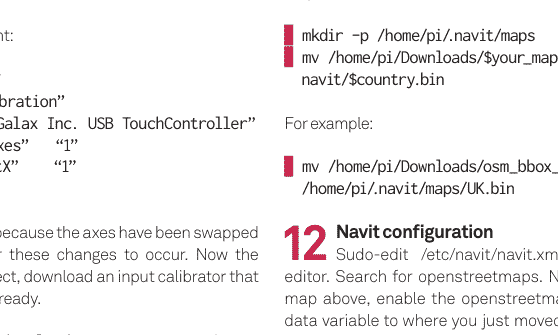 nt:
bration”
Galax Inc. USB TouchController”
xes” “1”
tX” “1”
because the axes have been swapped
r these changes to occur. Now the
ect, download an input calibrator that
ready.
mkdir -p /home/pi/.navit/maps
mv /home/pi/Downloads/$your_map
navit/$country.bin
For example:
mv /home/pi/Downloads/osm_bbox_
/home/pi/.navit/maps/UK.bin
12 Navit configuration
Sudo-edit /etc/navit/navit.xm
editor. Search for openstreetmaps. N
map above, enable the openstreetma
data variable to where you just moved